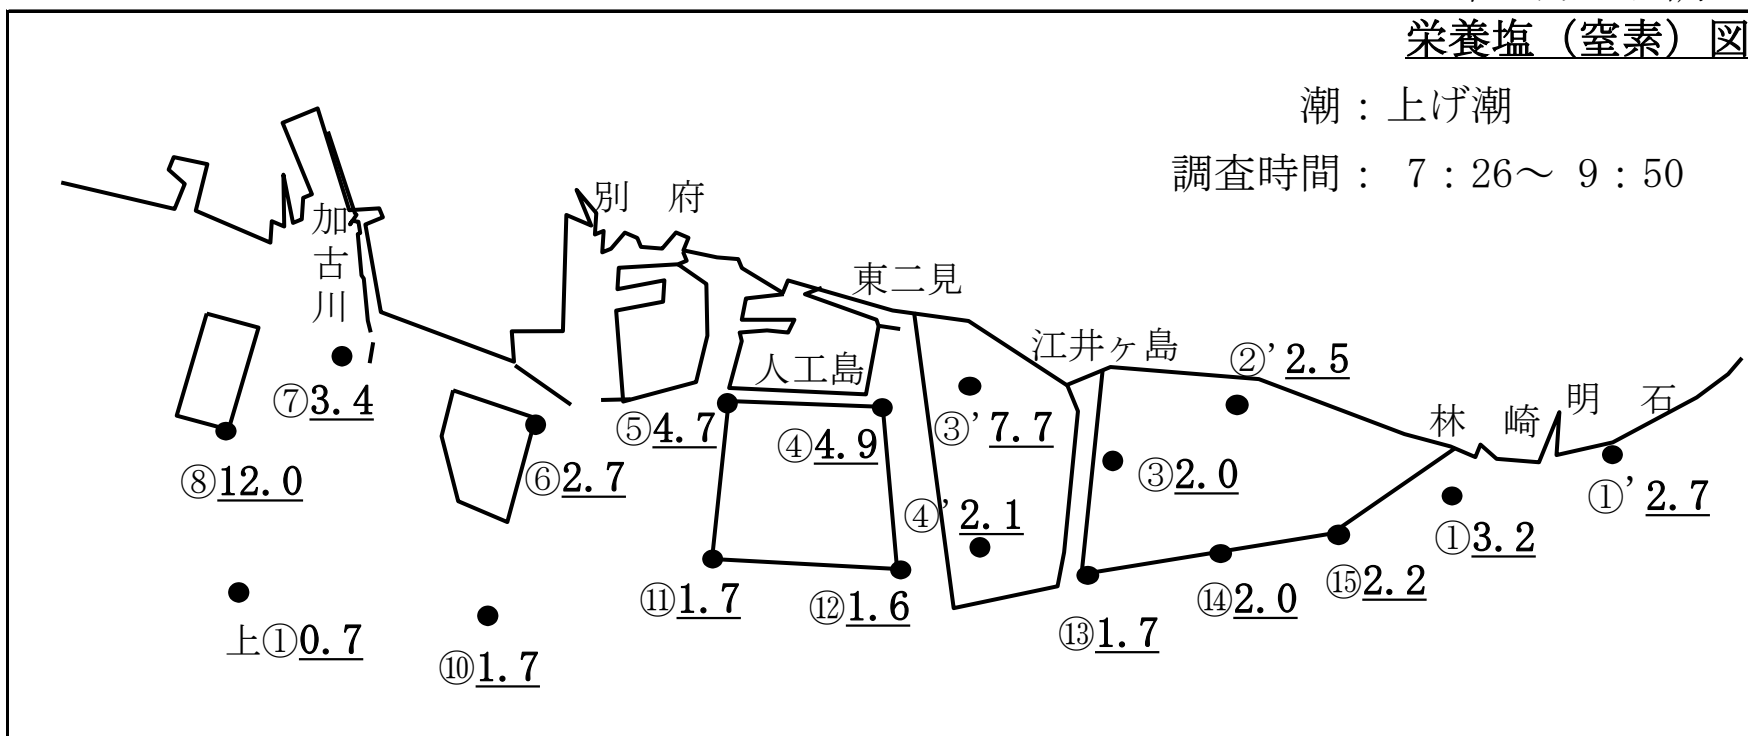 栄養塩（窒素）図
潮：上げ潮
調査時間： 7：26～ 9：50
別 府
加古川
東二見
江井ヶ島
②’2.5
人工島
⑦3.4
林 崎
明 石
⑤4.7
④4.9
③’7.7
⑧12.0
⑥2.7
③2.0
①’2.7
④’2.1
①3.2
⑪1.7
⑫1.6
⑭2.0
⑮2.2
上①0.7
⑩1.7
⑬1.7